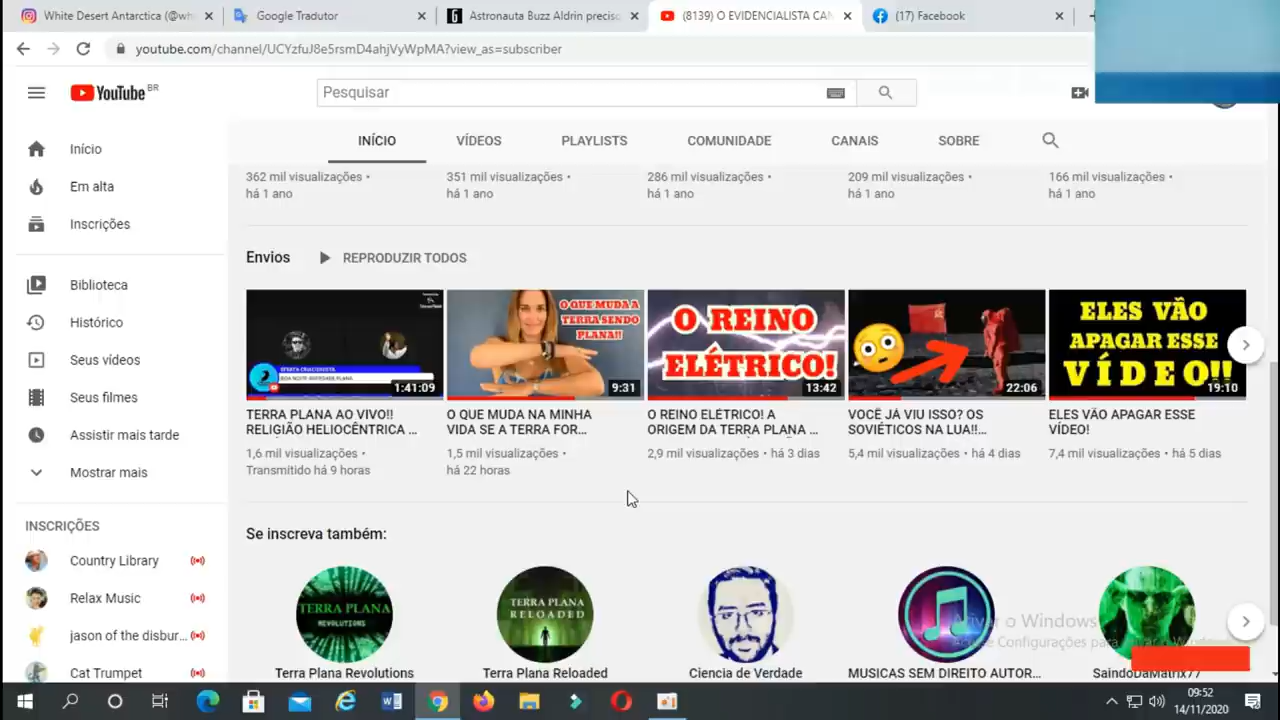 White Desert Antarctica (@wh
Google Tradutor
Astronauta Buzz Aldrin preciso
(8139) O EVIDENCIALISTA CAN
(17) Facebook
youtube.com/channel/UCYzfuJ8e5rsmD4ahjVyWpMA?view_as=subscriber
YouTube BR
Pesquisar
INÍCIO
VÍDEOS
PLAYLISTS
COMUNIDADE
CANAIS
SOBRE
Início
Em alta
Inscrições
Biblioteca
Histórico
Seus vídeos
Seus filmes
Assistir mais tarde
Mostrar mais
INSCRIÇÕES
Country Library
Relax Music
jason of the disbur...
Cat Trumpet
362 mil visualizações •
há 1 ano
351 mil visualizações •
há 1 ano
286 mil visualizações •
há 1 ano
209 mil visualizações •
há 1 ano
166 mil visualizações •
há 1 ano
Envios
REPRODUZIR TODOS
1:41:09
TERRA PLANA AO VIVO!!
RELIGIÃO HELIOCÊNTRICA ...
1,6 mil visualizações •
Transmitido há 9 horas
O QUE MUDA A
TERRA SENDO
PLANA!!
9:31
O QUE MUDA NA MINHA
VIDA SE A TERRA FOR...
1,5 mil visualizações •
há 22 horas
O REINO
ELÉTRICO!
13:42
O REINO ELÉTRICO! A
ORIGEM DA TERRA PLANA ...
2,9 mil visualizações • há 3 dias
22:06
VOCÊ JÁ VIU ISSO? OS
SOVIÉTICOS NA LUA!!...
5,4 mil visualizações • há 4 dias
ELES VÃO
APAGAR ESSE
VÍDEO!!
19:10
ELES VÃO APAGAR ESSE
VÍDEO!
7,4 mil visualizações • há 5 dias
Se inscreva também:
TERRA PLANA
REVOLUTIONS
Terra Plana Revolutions
TERRA PLANA
RELOADED
Terra Plana Reloaded
Ciencia de Verdade
MUSICAS SEM DIREITO AUTOR...
SaindoDaMatrix77
o Windows
Configurações para
09:52
14/11/2020